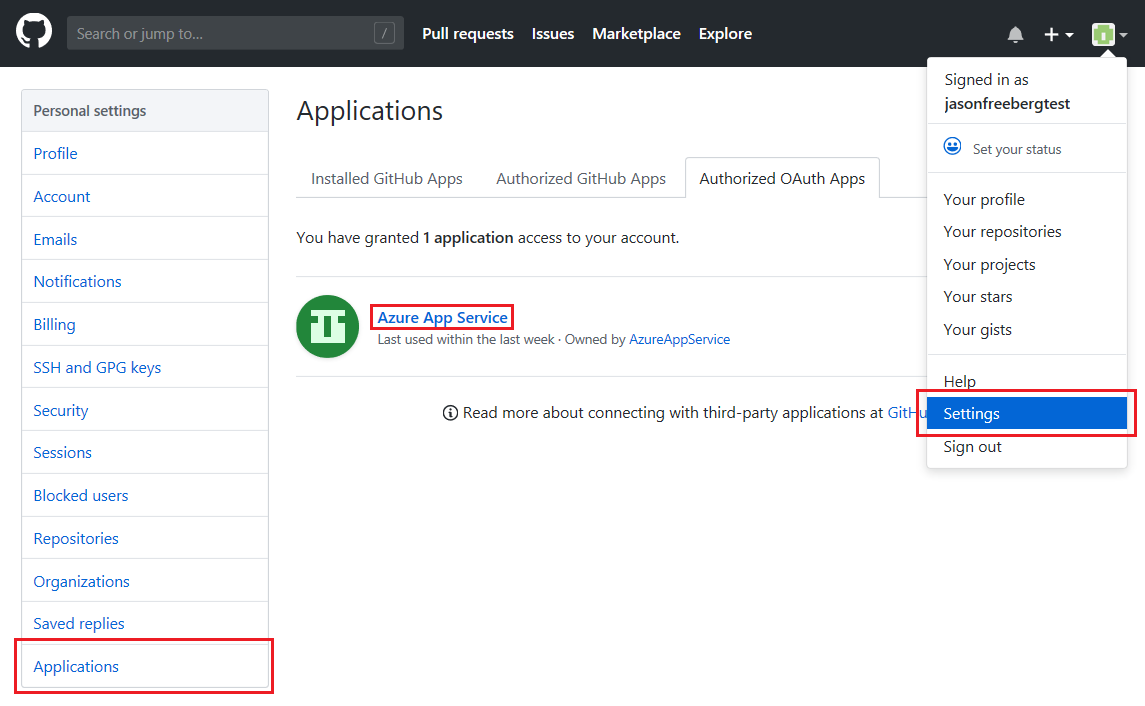 Search or jump to...
/
Pull requests
Issues
Marketplace
Explore
Personal settings
Profile
Account
Emails
Notifications
Billing
SSH and GPG keys
Security
Sessions
Blocked users
Repositories
Organizations
Saved replies
Applications
Applications
Installed GitHub Apps
Authorized GitHub Apps
Authorized OAuth Apps
You have granted 1 application access to your account.
Azure App Service
Last used within the last week · Owned by AzureAppService
Read more about connecting with third-party applications at GitHu
Signed in as
jasonfreebergtest
Set your status
Your profile
Your repositories
Your projects
Your stars
Your gists
Help
Settings
Sign out